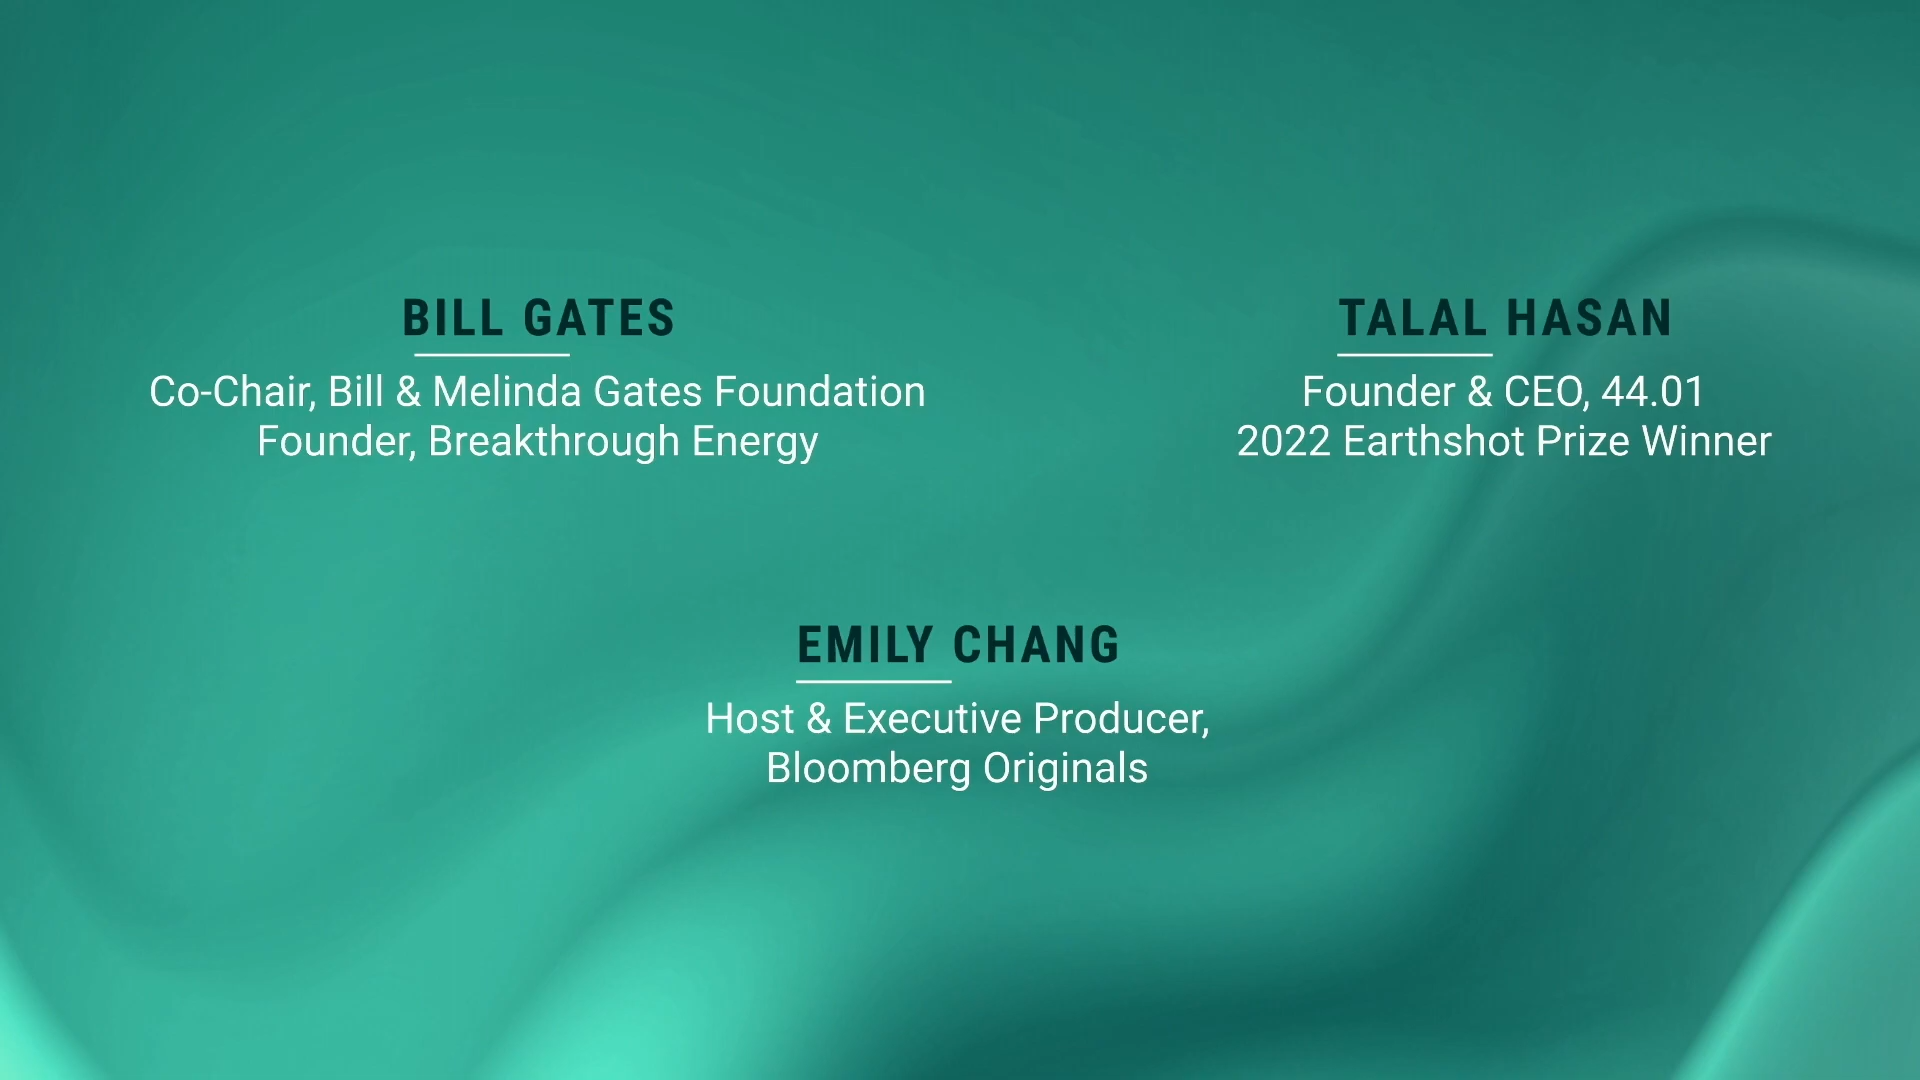 BILL GATES
Co-Chair, Bill & Melinda Gates Foundation
Founder, Breakthrough Energy
TALAL HASAN
Founder & CEO, 44.01
2022 Earthshot Prize Winner
EMILY CHANG
Host & Executive Producer,
Bloomberg Originals